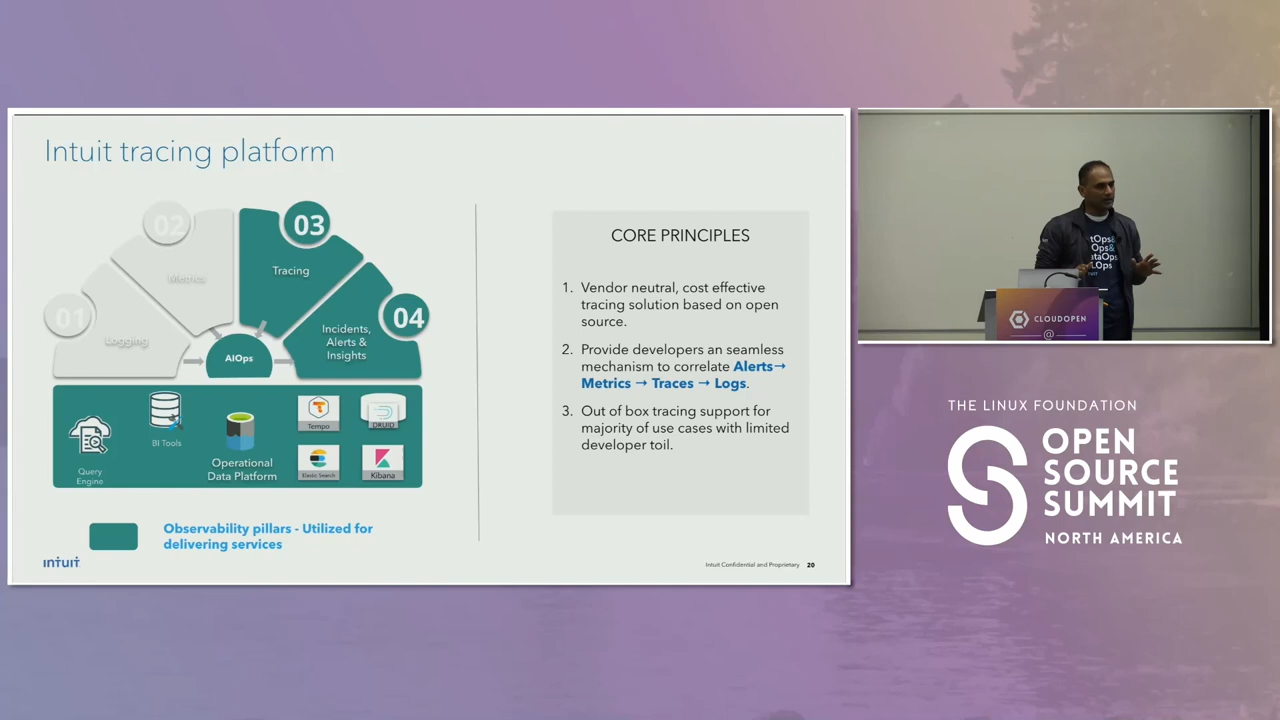 Intuit tracing platform
01
02
03
04
Logging
Metrics
Tracing
Incidents,
Alerts &
Insights
AIOps
Query
Engine
BI Tools
Operational
Data Platform
Tempo
DRUID
Elastic Search
Kibana
Observability pillars - Utilized for
delivering services
INTUIT
CORE PRINCIPLES
1. Vendor neutral, cost effective
tracing solution based on open
source.
2. Provide developers an seamless
mechanism to correlate Alerts→
Metrics → Traces → Logs.
3. Out of box tracing support for
majority of use cases with limited
developer toil.
Intuit Confidential and Proprietary 20
CLOUDOPEN
@
THE LINUX FOUNDATION
OPEN
SOURCE
SUMMIT
NORTH AMERICA